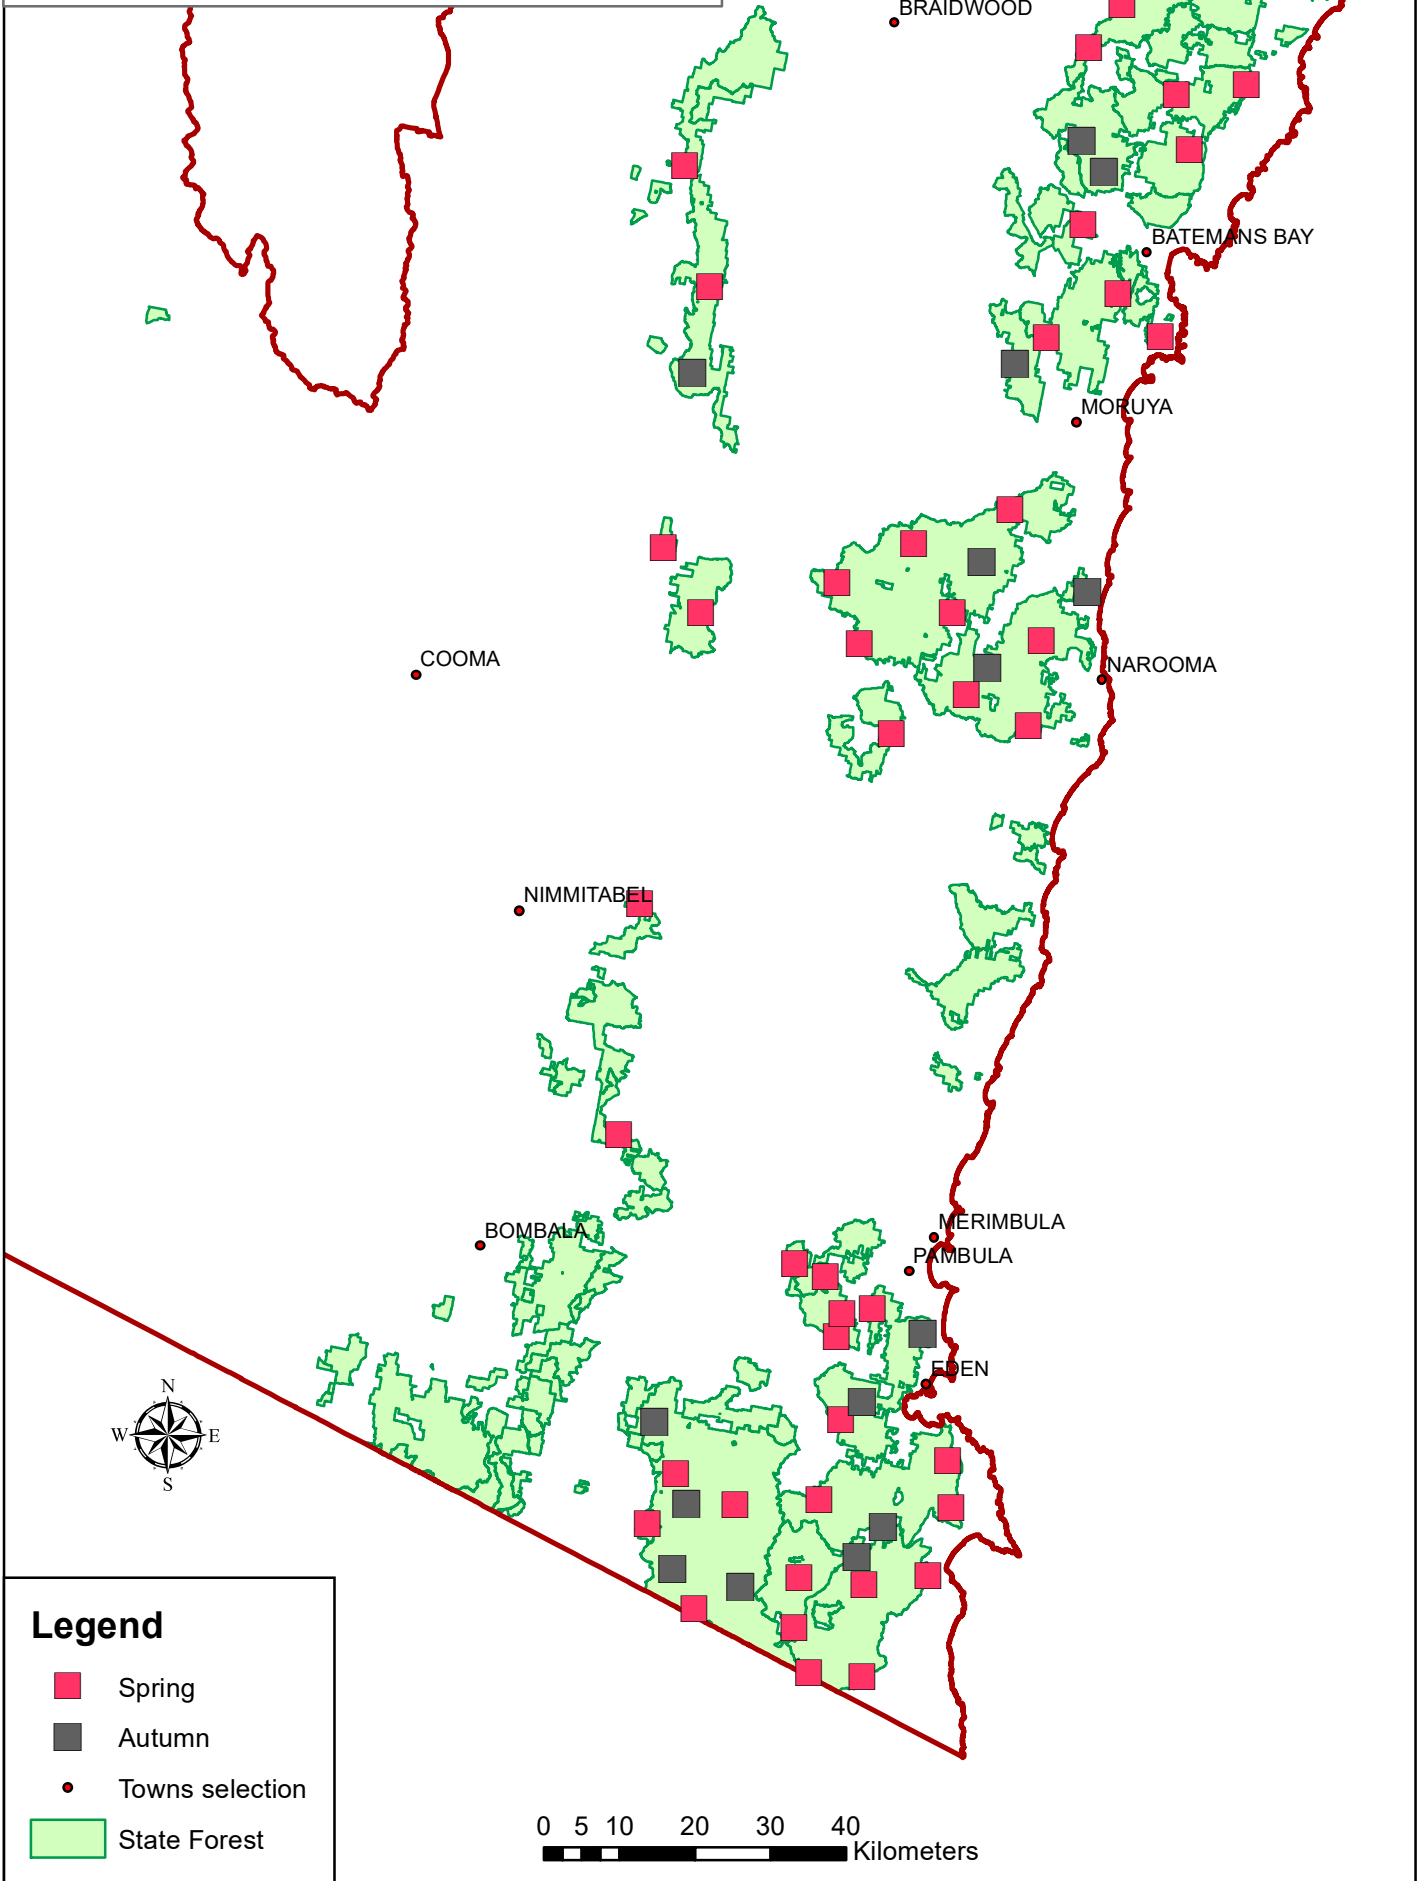 BRAIDWOOD
BATEMANS BAY
MORUYA
COOMA
NAROOMA
NIMMITABEL
MERIMBULA
BOMBALA
PAMBULA
EDEN
N
W E
S
Legend
Spring
Autumn
Towns selection
State Forest
0 5 10 20 30 40
Kilometers